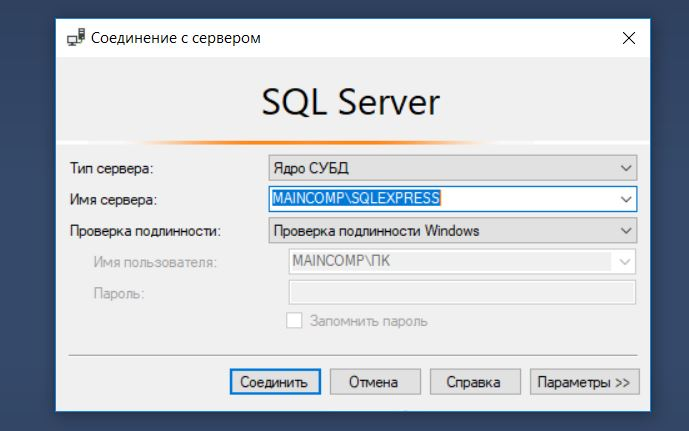 Соединение с сервером
SQL Server
Тип сервера: Ядро СУБД
Имя сервера: MAINCOMP\SQLEXPRESS
Проверка подлинности: Проверка подлинности Windows
Имя пользователя: MAINCOMP\ПК
Пароль:
Запомнить пароль
Соединить Отмена Справка Параметры >>